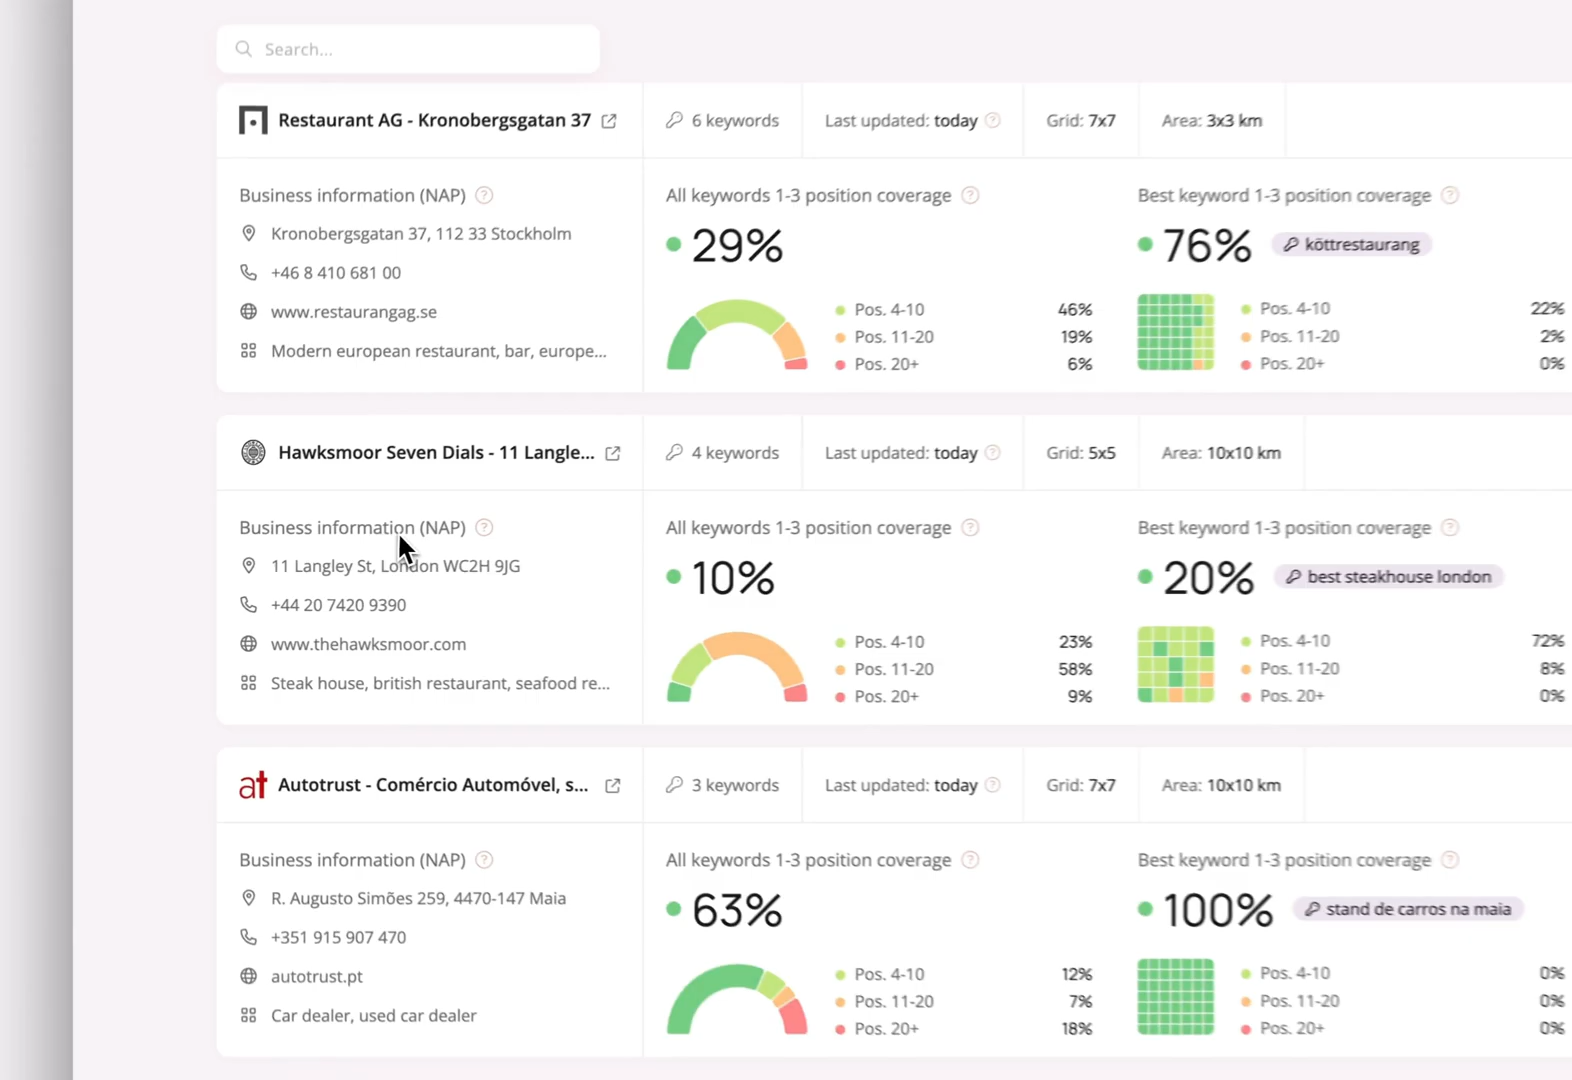 Search...
Restaurant AG - Kronobergsgatan 37
6 keywords
Last updated: today
Grid: 7x7
Area: 3x3 km
Business information (NAP)
Kronobergsgatan 37, 112 33 Stockholm
+46 8 410 681 00
www.restaurangag.se
Modern european restaurant, bar, europe...
All keywords 1-3 position coverage
29%
Pos. 4-10 46%
Pos. 11-20 19%
Pos. 20+ 6%
Best keyword 1-3 position coverage
76% köttrestaurang
Pos. 4-10 22%
Pos. 11-20 2%
Pos. 20+ 0%
Hawksmoor Seven Dials - 11 Langle...
4 keywords
Last updated: today
Grid: 5x5
Area: 10x10 km
Business information (NAP)
11 Langley St, London WC2H 9JG
+44 20 7420 9390
www.thehawksmoor.com
Steak house, british restaurant, seafood re...
All keywords 1-3 position coverage
10%
Pos. 4-10 23%
Pos. 11-20 58%
Pos. 20+ 9%
Best keyword 1-3 position coverage
20% best steakhouse london
Pos. 4-10 72%
Pos. 11-20 8%
Pos. 20+ 0%
at Autotrust - Comércio Automóvel, s...
3 keywords
Last updated: today
Grid: 7x7
Area: 10x10 km
Business information (NAP)
R. Augusto Simões 259, 4470-147 Maia
+351 915 907 470
autotrust.pt
Car dealer, used car dealer
All keywords 1-3 position coverage
63%
Pos. 4-10 12%
Pos. 11-20 7%
Pos. 20+ 18%
Best keyword 1-3 position coverage
100% stand de carros na maia
Pos. 4-10 0%
Pos. 11-20 0%
Pos. 20+ 0%